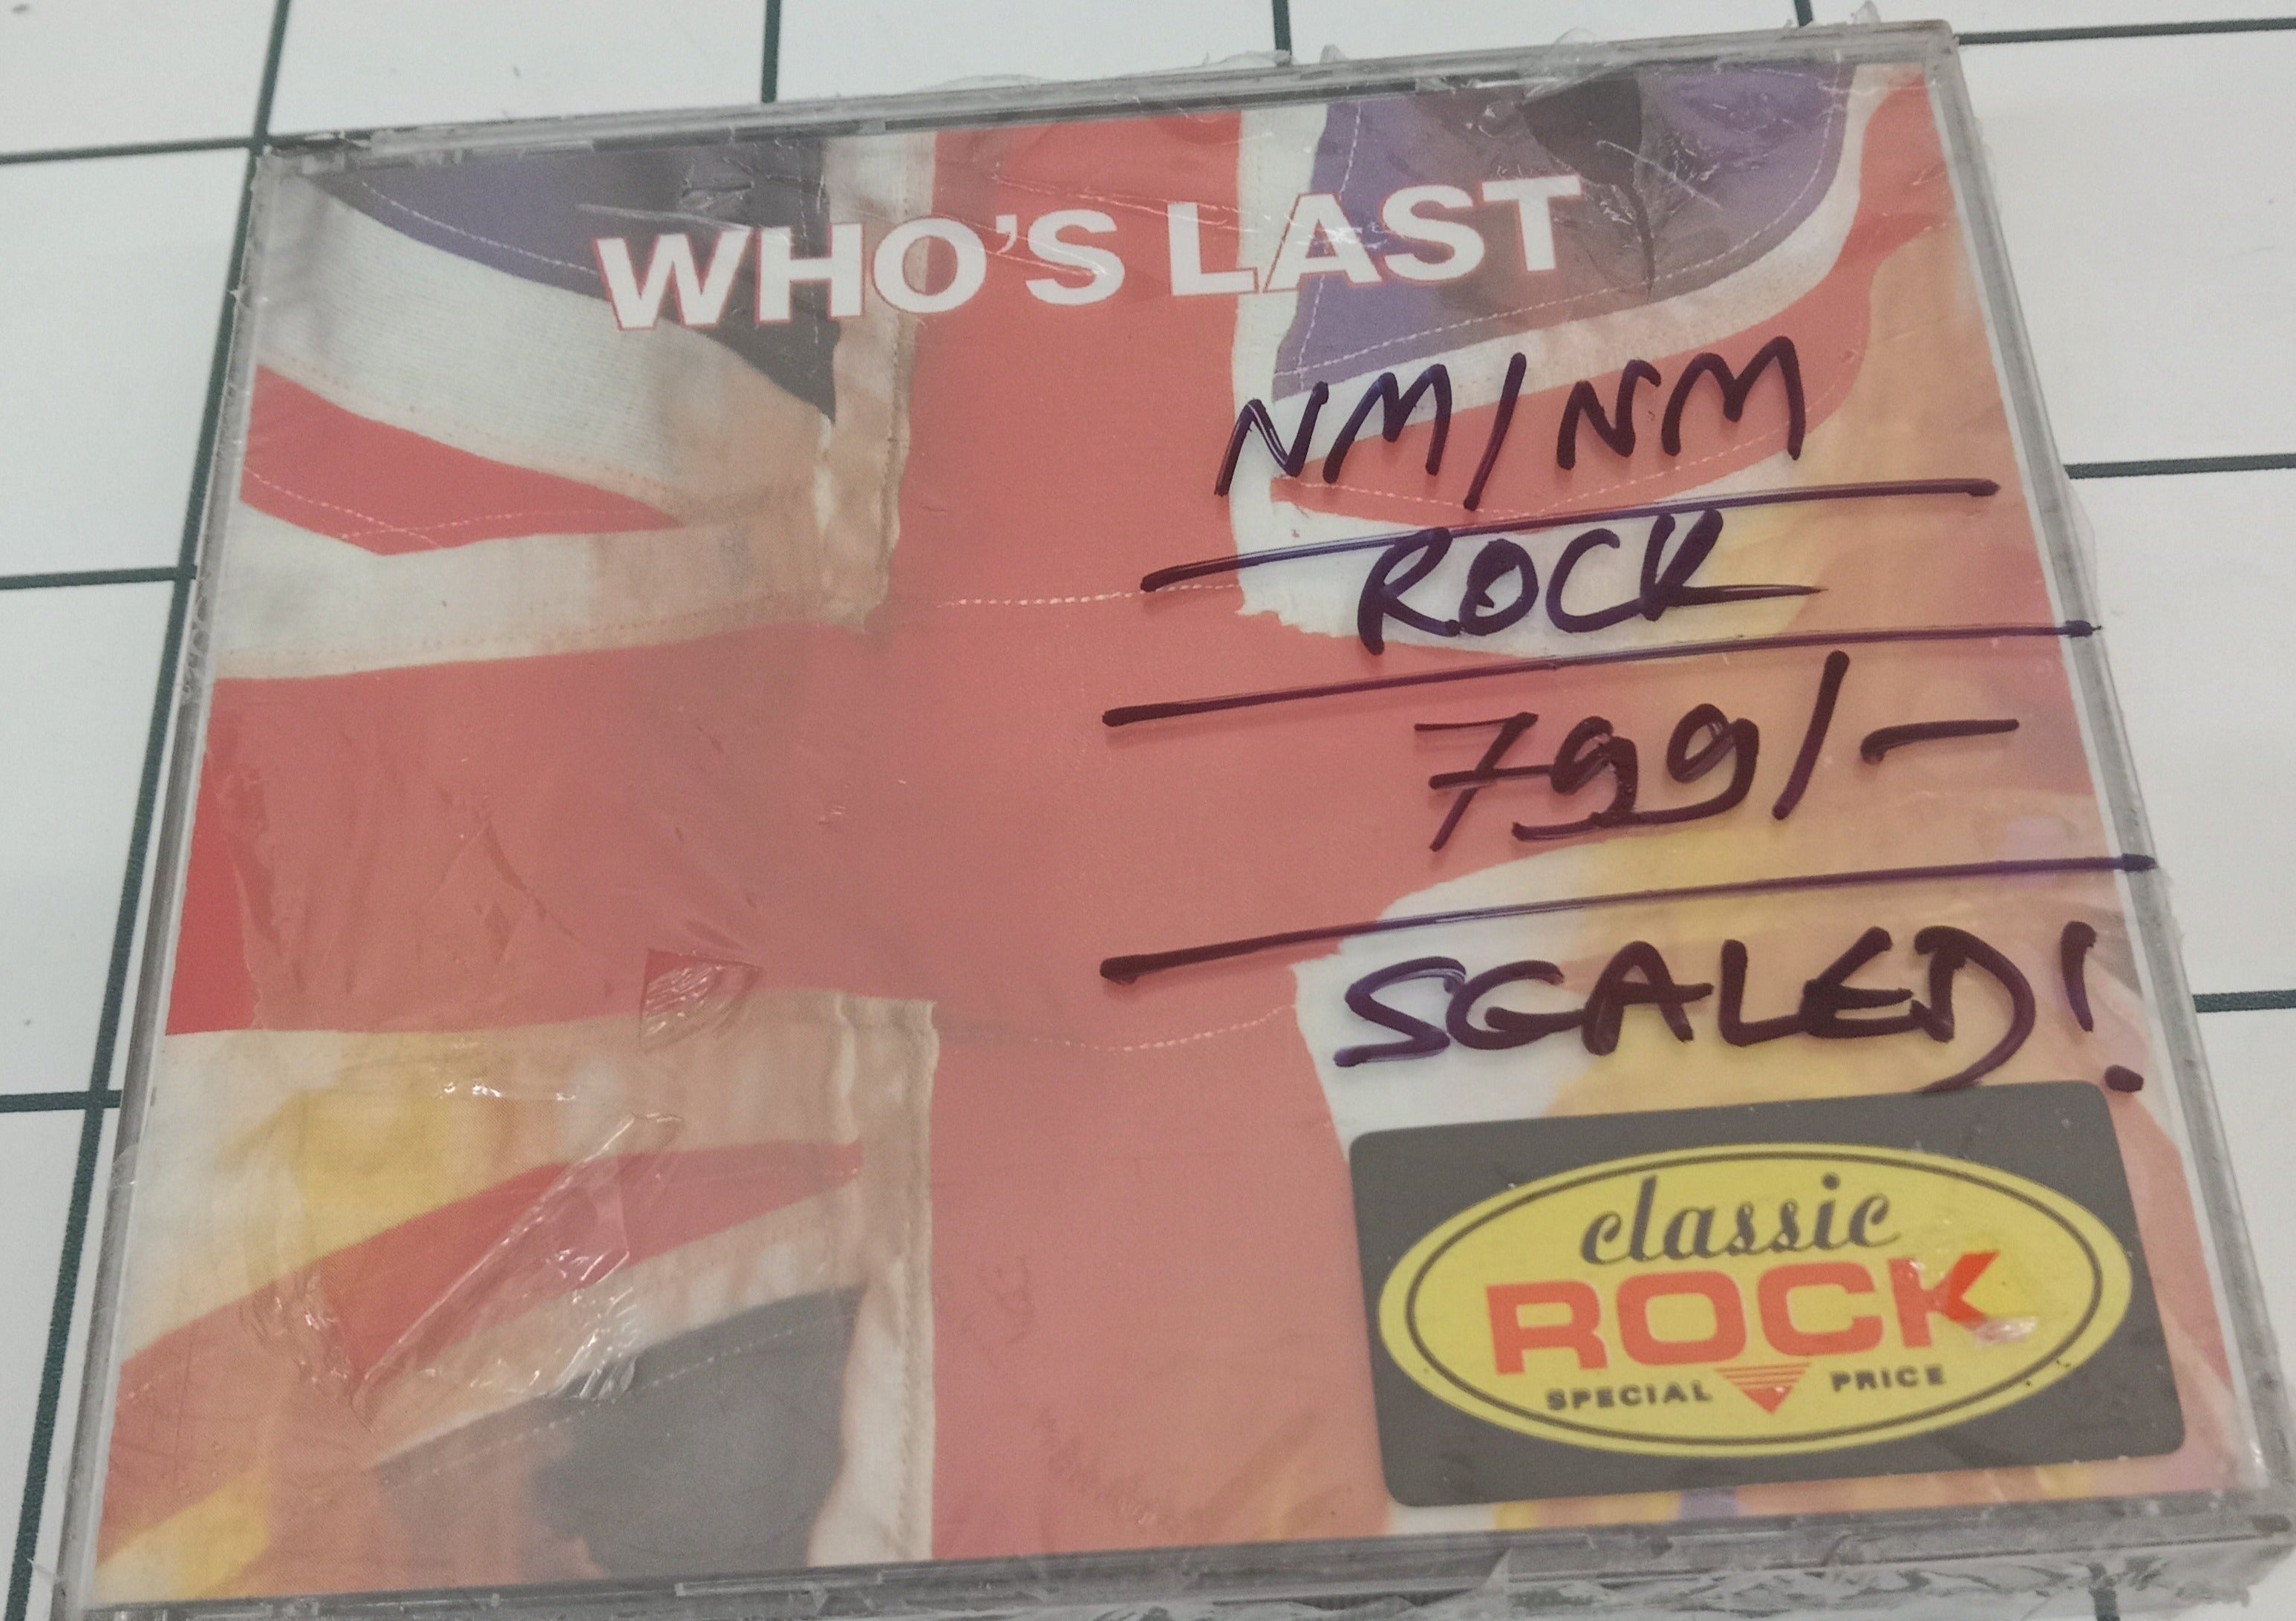 WHO'S LAST
NM/NM
ROCK
799/-
SEALED!
classic
ROCK
SPECIAL PRICE